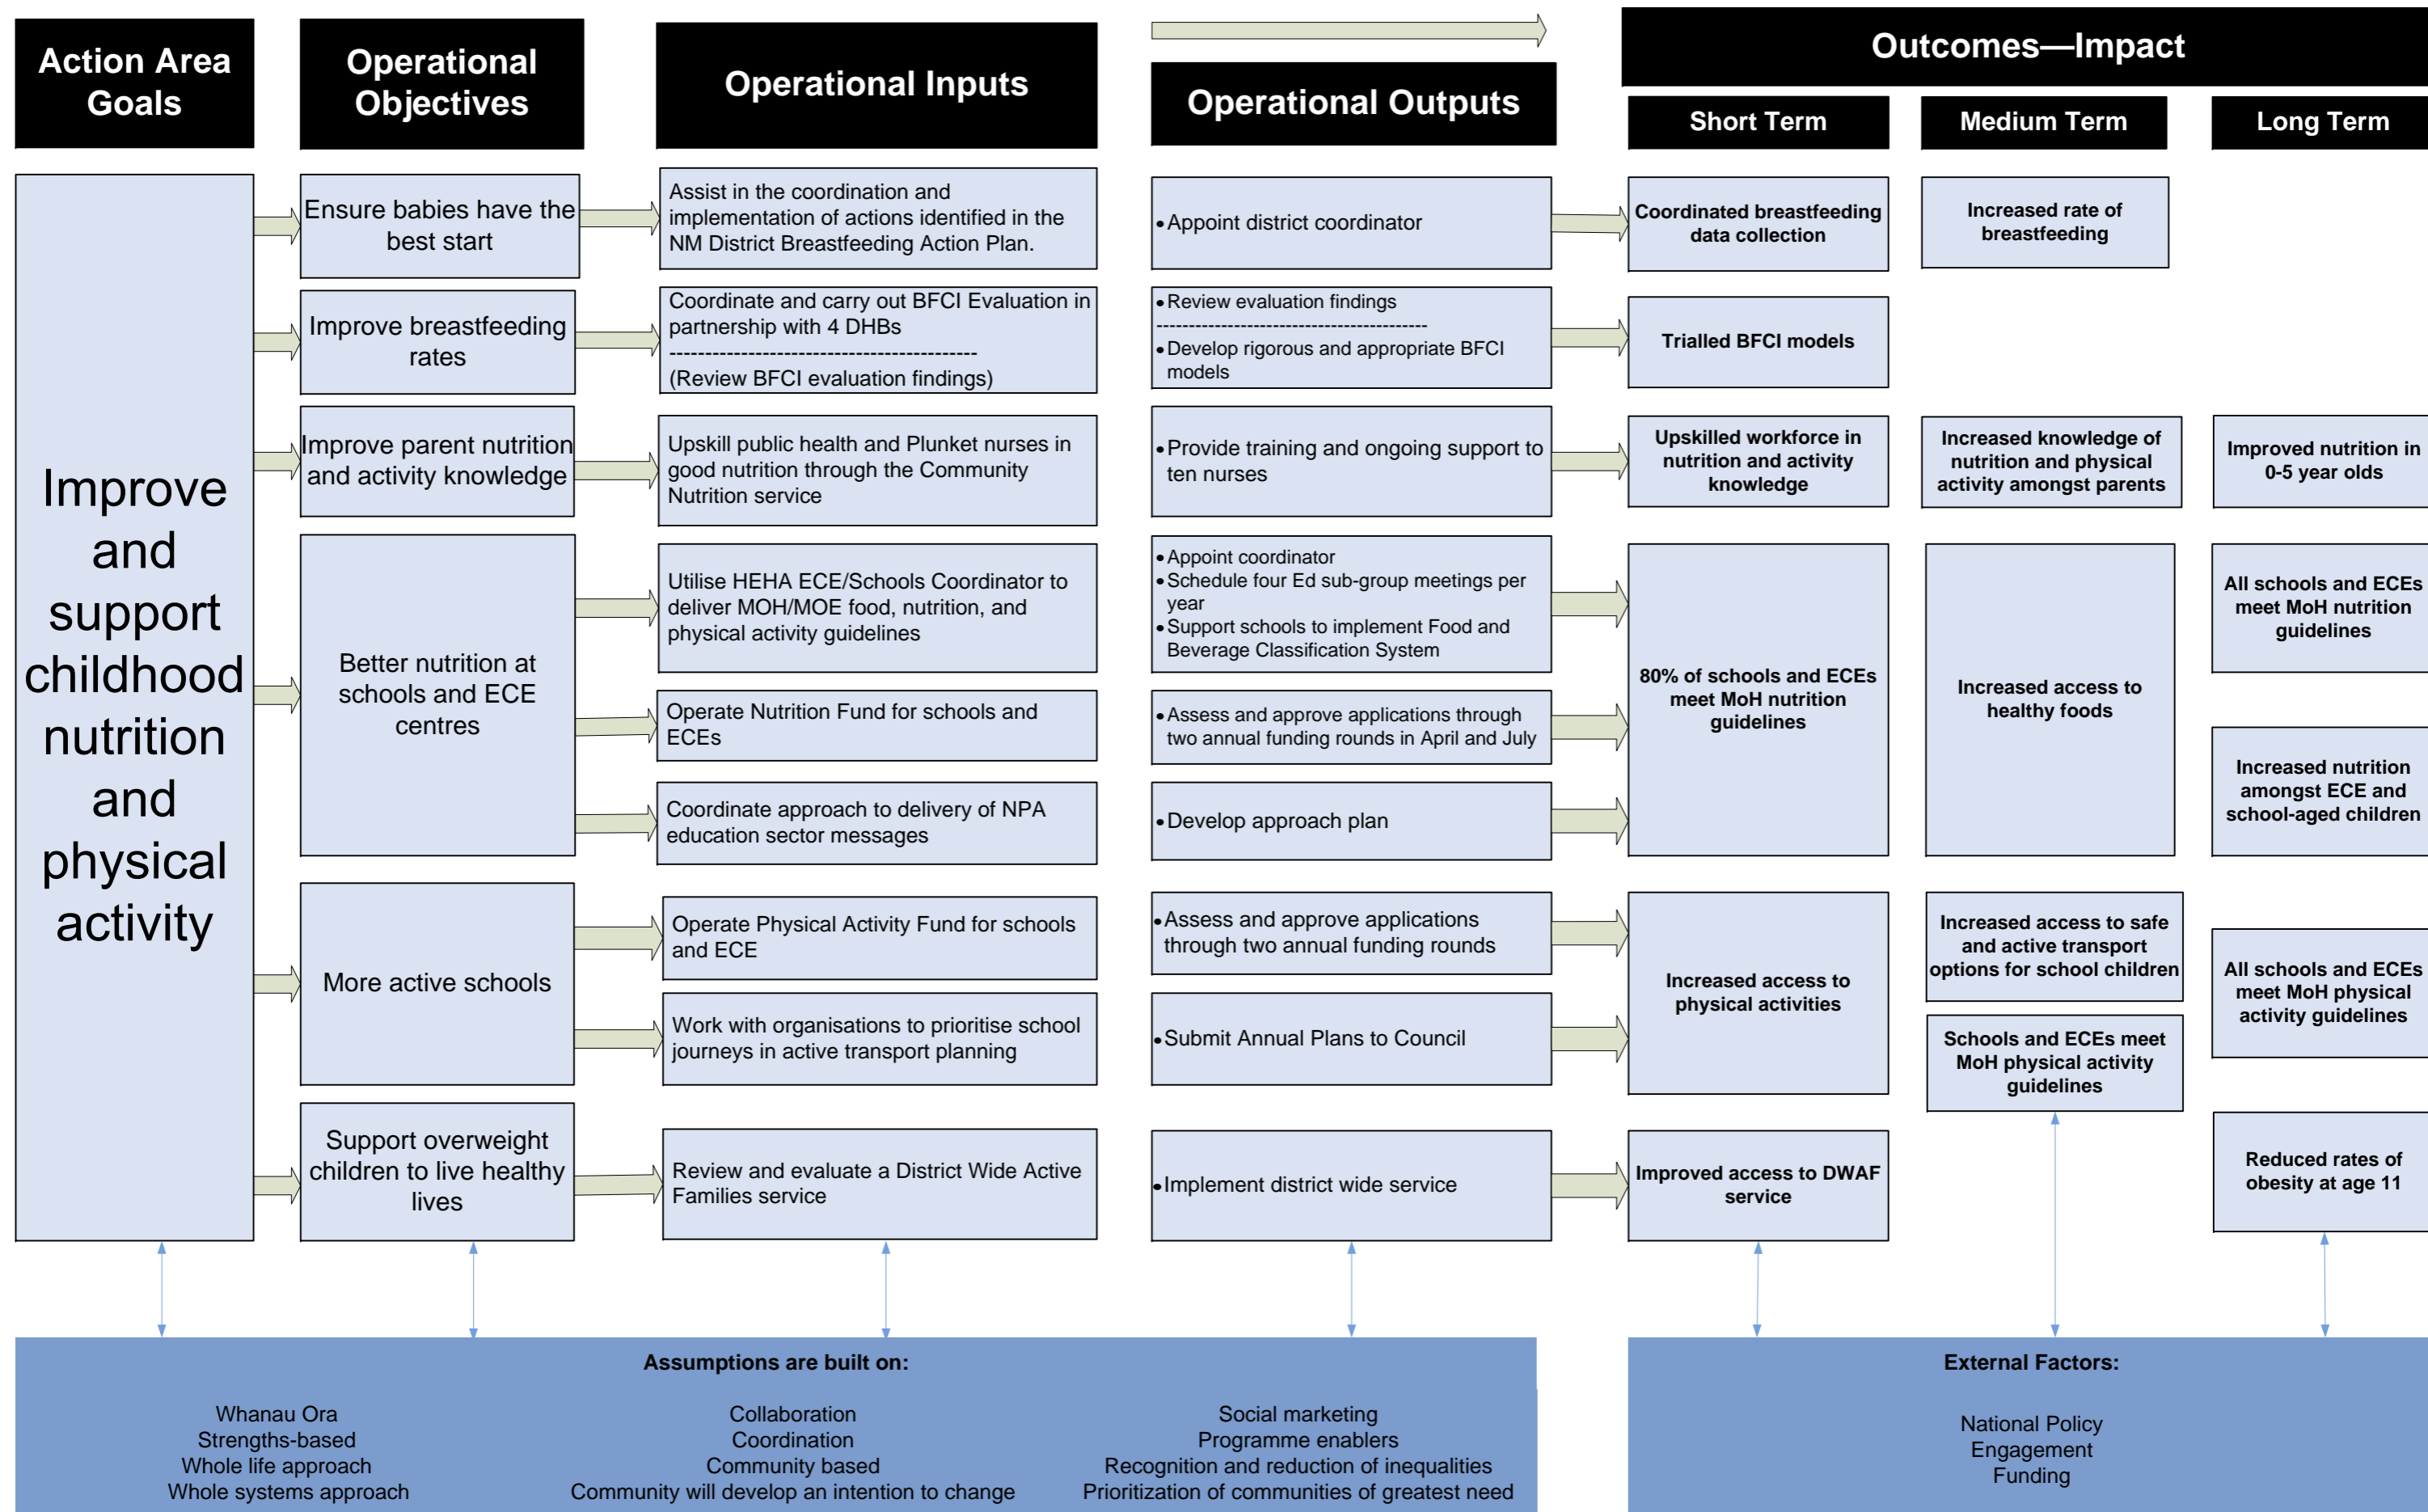 Action Area
Goals
Operational
Objectives
Operational Inputs
Operational Outputs
Outcomes—Impact
Short Term
Medium Term
Long Term
Improve
and
support
childhood
nutrition
and
physical
activity
Ensure babies have the
best start
Assist in the coordination and
implementation of actions identified in the
NM District Breastfeeding Action Plan.
•Appoint district coordinator
Coordinated breastfeeding
data collection
Increased rate of
breastfeeding
Improve breastfeeding
rates
Coordinate and carry out BFCI Evaluation in
partnership with 4 DHBs
-------------------------------------------
(Review BFCI evaluation findings)
•Review evaluation findings
-------------------------------------------
•Develop rigorous and appropriate BFCI
models
Trialled BFCI models
Improve parent nutrition
and activity knowledge
Upskill public health and Plunket nurses in
good nutrition through the Community
Nutrition service
•Provide training and ongoing support to
ten nurses
Upskilled workforce in
nutrition and activity
knowledge
Increased knowledge of
nutrition and physical
activity amongst parents
Improved nutrition in
0-5 year olds
Better nutrition at
schools and ECE
centres
Utilise HEHA ECE/Schools Coordinator to
deliver MOH/MOE food, nutrition, and
physical activity guidelines
•Appoint coordinator
•Schedule four Ed sub-group meetings per
year
•Support schools to implement Food and
Beverage Classification System
Operate Nutrition Fund for schools and
ECEs
•Assess and approve applications through
two annual funding rounds in April and July
Coordinate approach to delivery of NPA
education sector messages
•Develop approach plan
80% of schools and ECEs
meet MoH nutrition
guidelines
Increased access to
healthy foods
All schools and ECEs
meet MoH nutrition
guidelines
Increased nutrition
amongst ECE and
school-aged children
More active schools
Operate Physical Activity Fund for schools
and ECE
•Assess and approve applications
through two annual funding rounds
Work with organisations to prioritise school
journeys in active transport planning
•Submit Annual Plans to Council
Increased access to
physical activities
Increased access to safe
and active transport
options for school children
Schools and ECEs meet
MoH physical activity
guidelines
All schools and ECEs
meet MoH physical
activity guidelines
Support overweight
children to live healthy
lives
Review and evaluate a District Wide Active
Families service
•Implement district wide service
Improved access to DWAF
service
Reduced rates of
obesity at age 11
Assumptions are built on:
Whanau Ora
Strengths-based
Whole life approach
Whole systems approach
Collaboration
Coordination
Community based
Community will develop an intention to change
Social marketing
Programme enablers
Recognition and reduction of inequalities
Prioritization of communities of greatest need
External Factors:
National Policy
Engagement
Funding